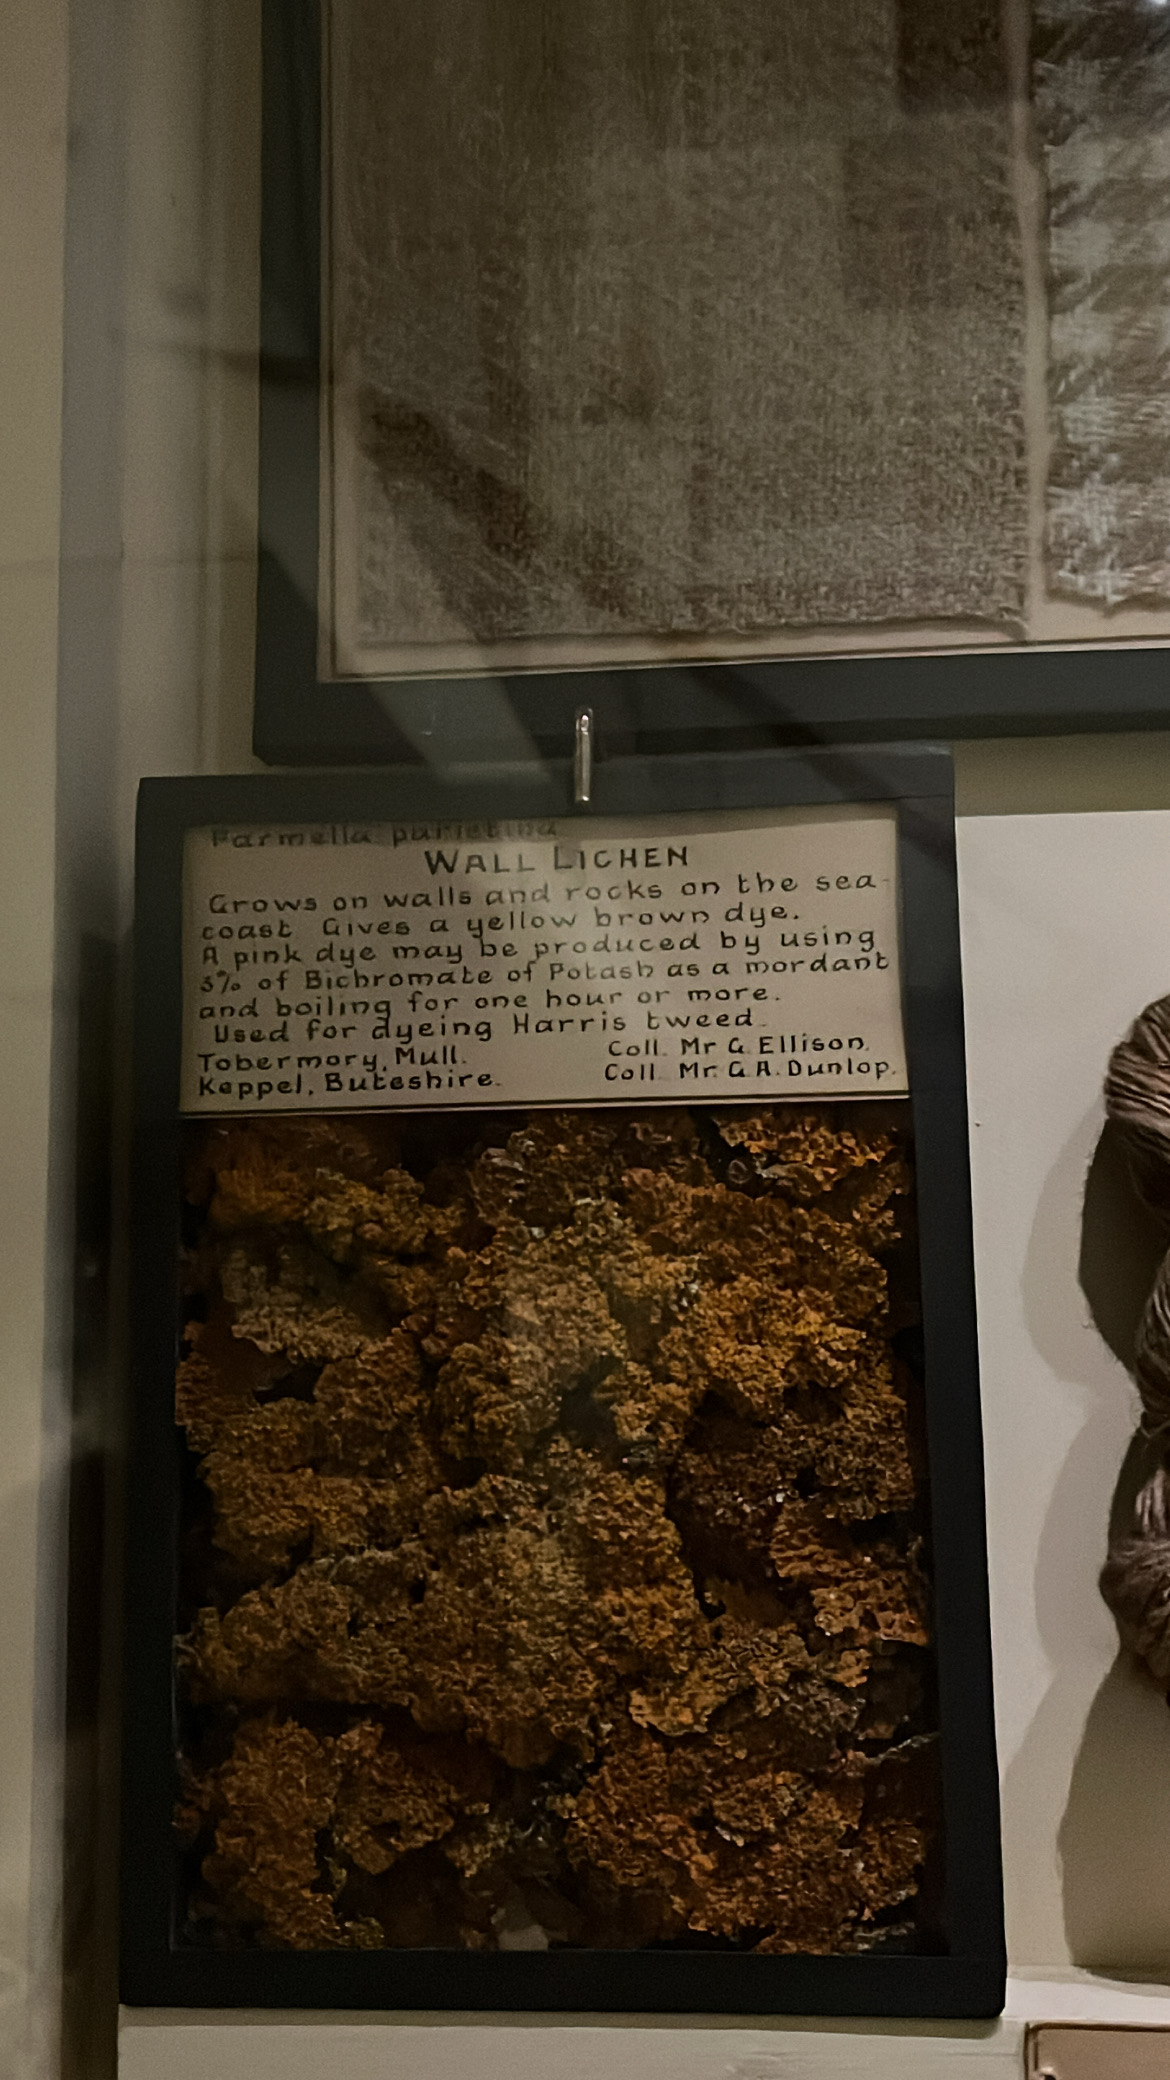 Parmelia parietina
WALL LICHEN
Grows on walls and rocks on the sea-
coast Gives a yellow brown dye.
A pink dye may be produced by using
3% of Bichromate of Potash as a mordant
and boiling for one hour or more.
Used for dyeing Harris tweed.
Tobermory, Mull. Coll. Mr G. Ellison.
Keppel, Buteshire. Coll. Mr. G. A. Dunlop.